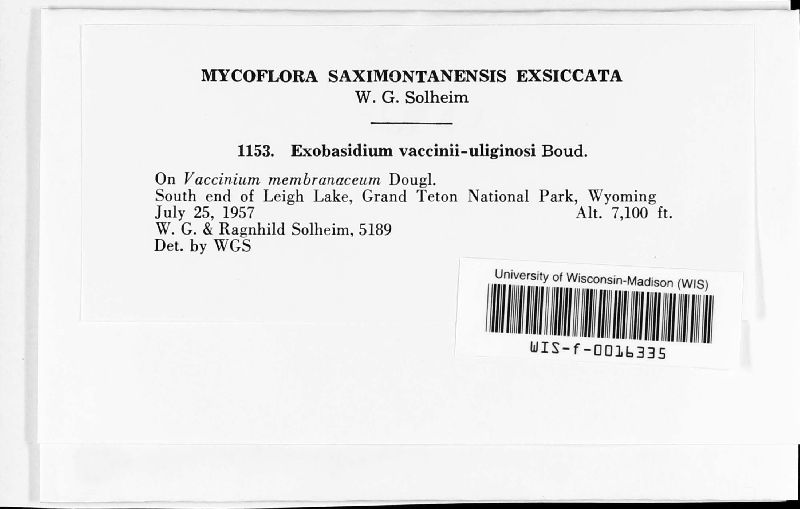 MYCOFLORA SAXIMONTANENSIS EXSICCATA
W. G. Solheim
1153. Exobasidium vaccinii-uliginosi Boud.
On Vaccinium membranaceum Dougl.
South end of Leigh Lake, Grand Teton National Park, Wyoming
July 25, 1957 Alt. 7,100 ft.
W. G. & Ragnhild Solheim, 5189
Det. by WGS
University of Wisconsin-Madison (WIS)
WIS-f-0016335